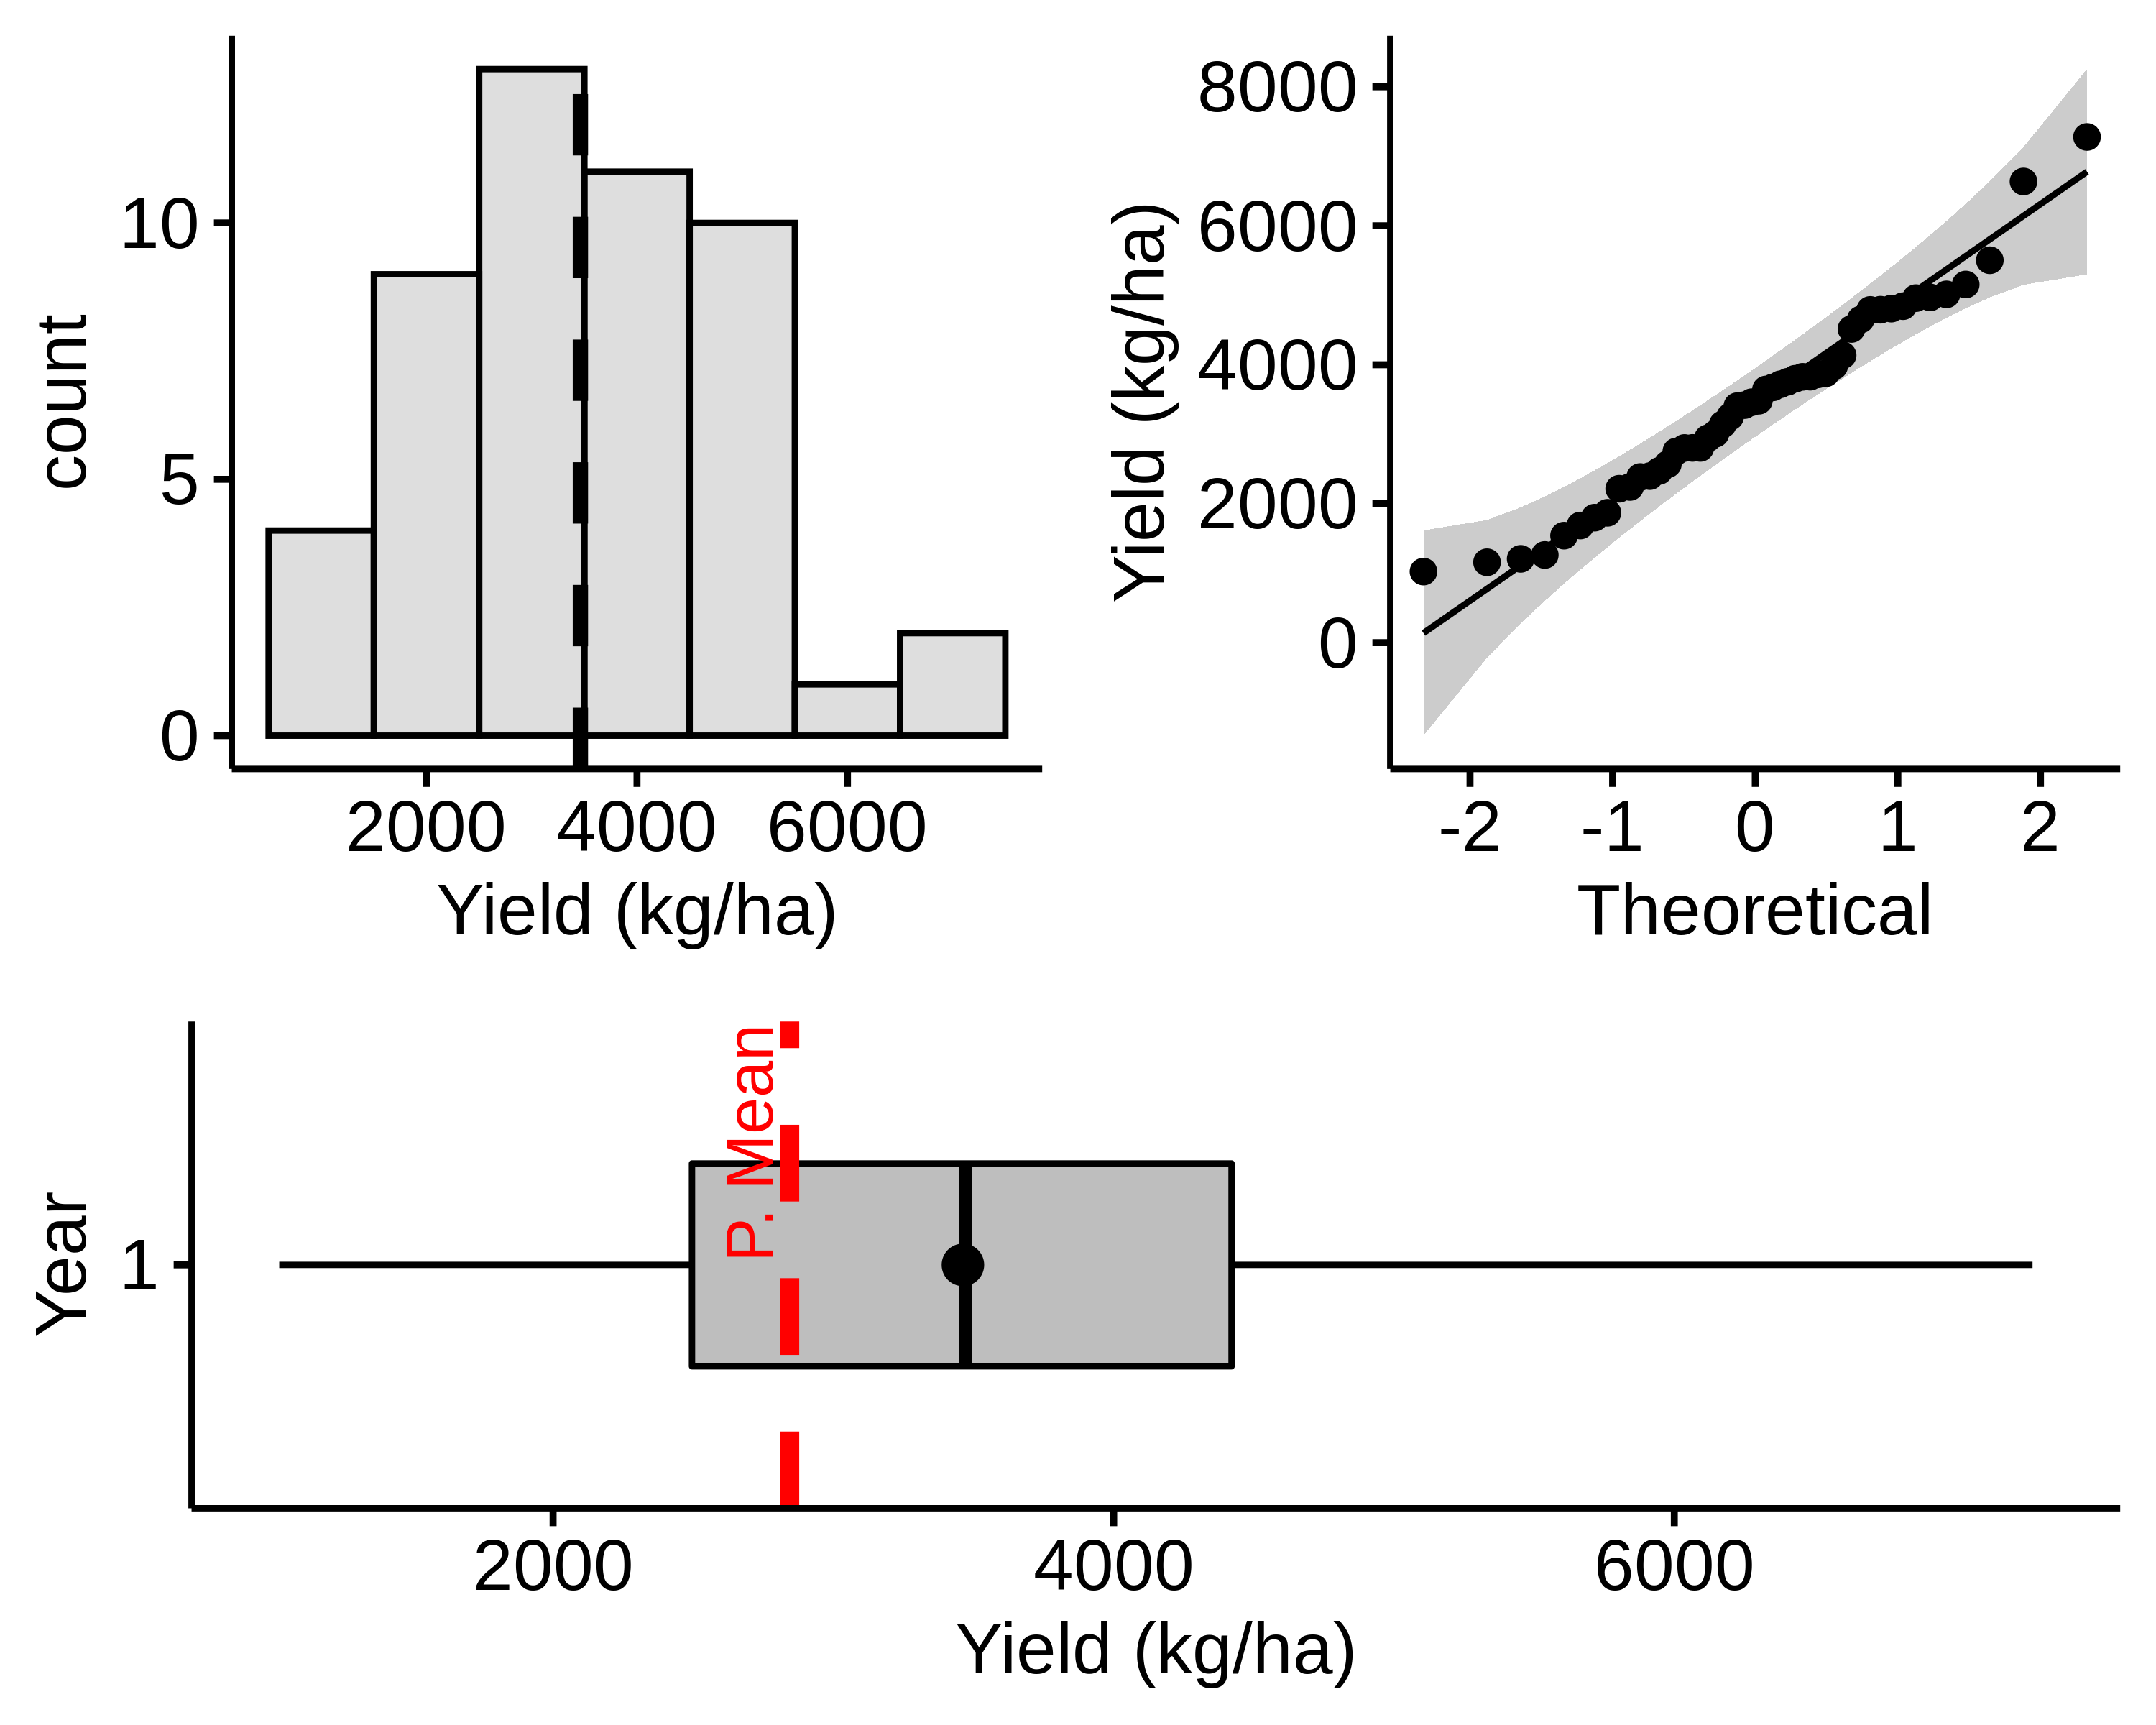 count
10
5
0
2000 4000 6000
Yield (kg/ha)
Yield (kg/ha)
8000
6000
4000
2000
0
-2 -1 0 1 2
Theoretical
Year
1
P. Mean
2000 4000 6000
Yield (kg/ha)